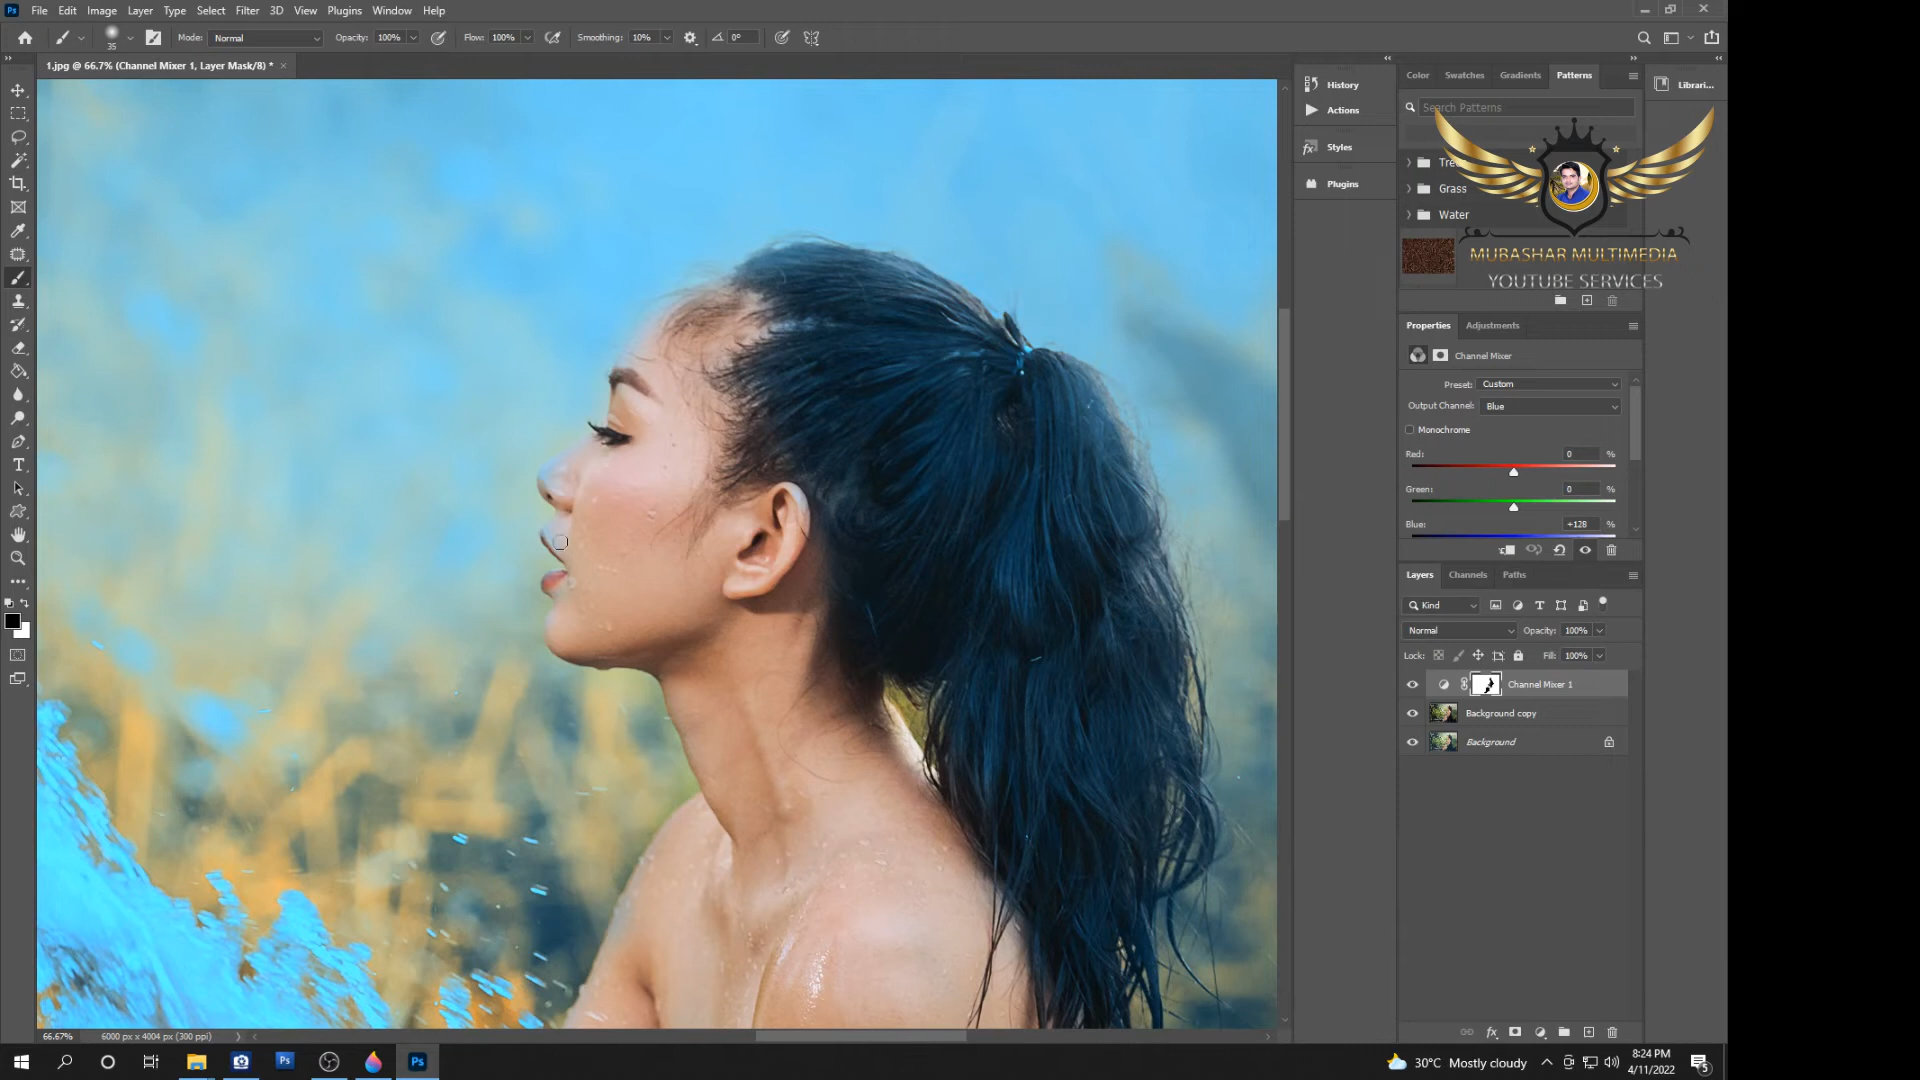 Ps File Edit Image Layer Type Select Filter 3D View Plugins Window Help
35 Mode: Normal Opacity: 100% Flow: 100% Smoothing: 10% 0°
1.jpg @ 66.7% (Channel Mixer 1, Layer Mask/8) * ×
History
Actions
Styles
Plugins
Color Swatches Gradients Patterns
Librari...
Search Patterns
Grass
Water
MUBASHAR MULTIMEDIA
YOUTUBE SERVICES
Properties Adjustments
Channel Mixer
Preset: Custom
Output Channel: Blue
Monochrome
Red: 0 %
Green: 0 %
Blue: +128 %
Layers Channels Paths
Kind
Normal Opacity: 100%
Lock: Fill: 100%
Channel Mixer 1
Background copy
Background
66.67% 6000 px x 4004 px (300 ppi)
Ps Ps 30°C Mostly cloudy 8:24 PM
4/11/2022
5